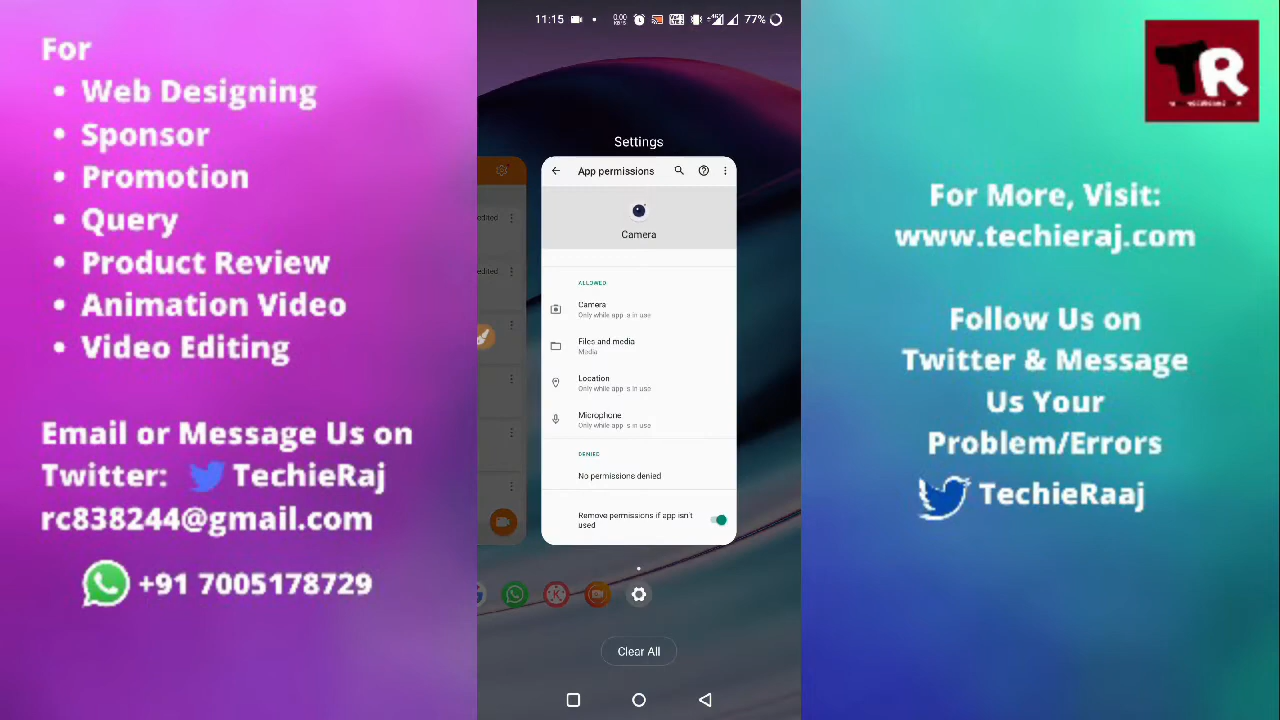 For
• Web Designing
• Sponsor
• Promotion
• Query
• Product Review
• Animation Video
• Video Editing
Email or Message Us on
Twitter: TechieRaj
rc838244@gmail.com
+91 7005178729
11:15
77%
Settings
App permissions
Camera
ALLOWED
Camera
Only while app is in use
Files and media
Media
Location
Only while app is in use
Microphone
Only while app is in use
DENIED
No permissions denied
Remove permissions if app isn't
used
edited
edited
Clear All
TR
For More, Visit:
www.techieraj.com
Follow Us on
Twitter & Message
Us Your
Problem/Errors
TechieRaaj